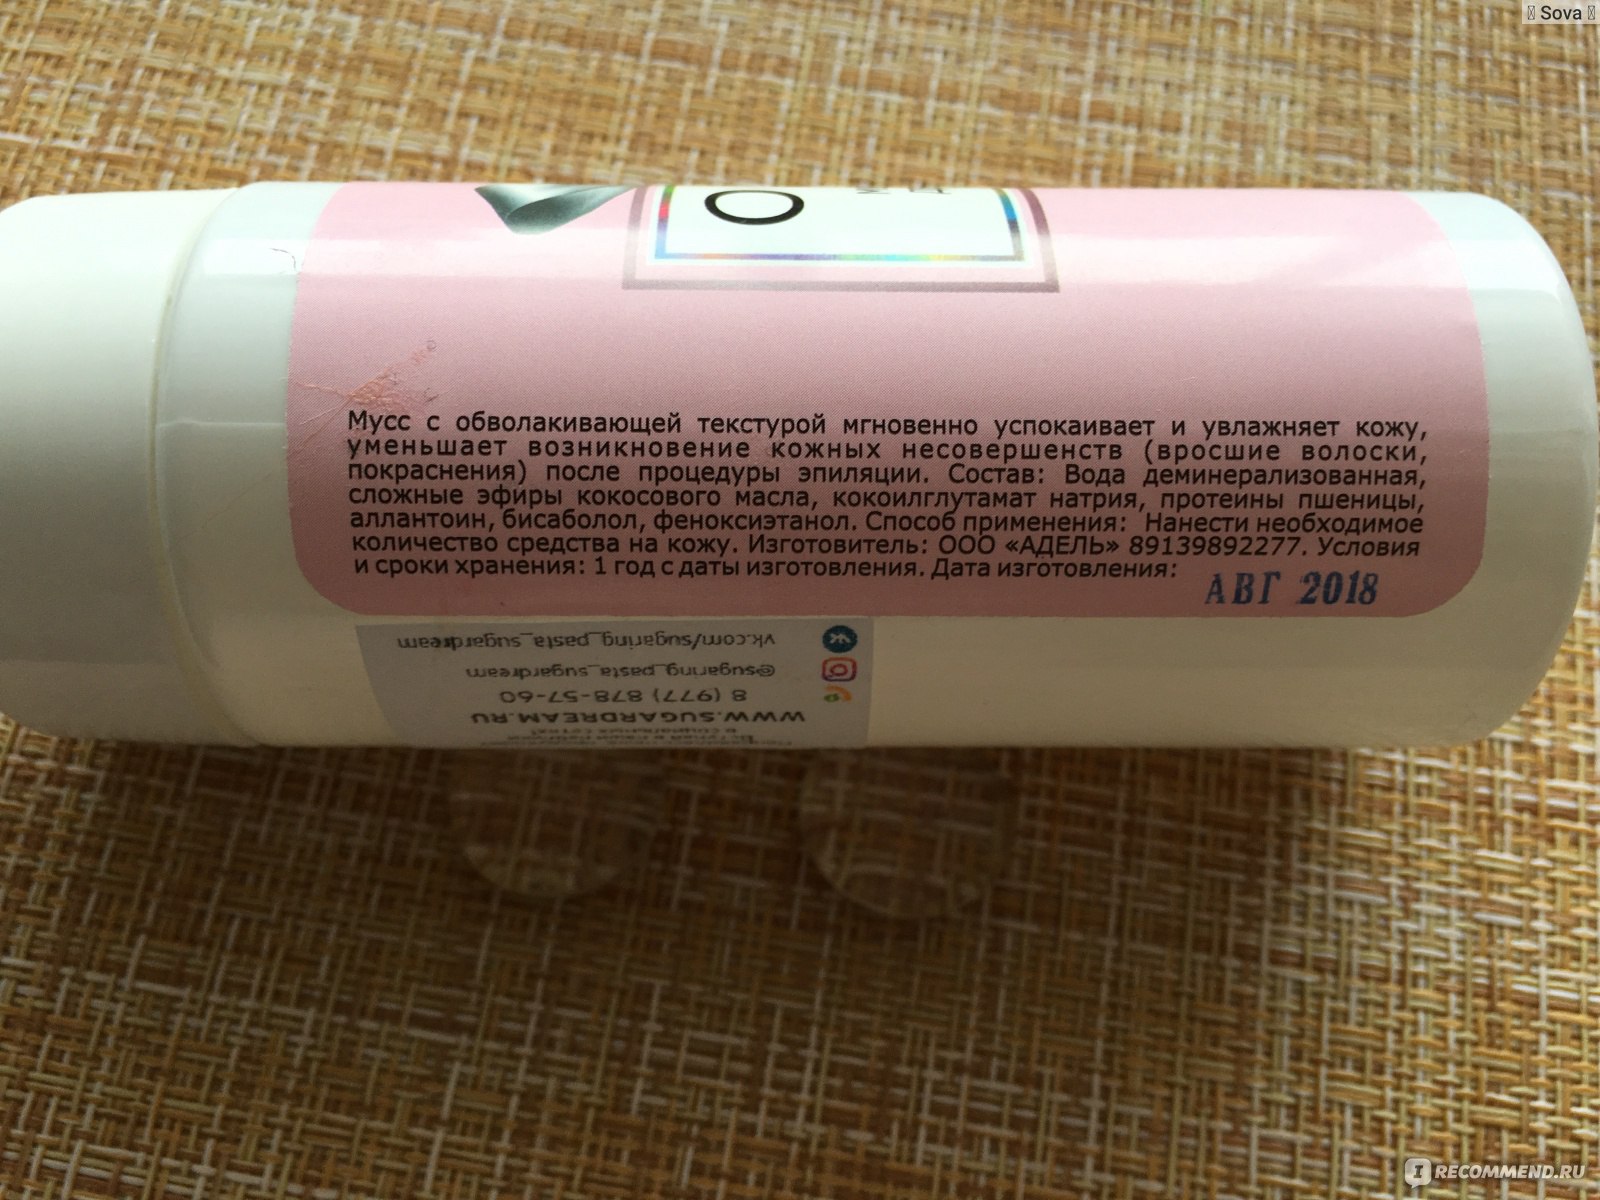 Sova
О
Мусс с обволакивающей текстурой мгновенно успокаивает и увлажняет кожу,
уменьшает возникновение кожных несовершенств (вросшие волоски,
покраснения) после процедуры эпиляции. Состав: Вода деминерализованная,
сложные эфиры кокосового масла, кокоилглутамат натрия, протеины пшеницы,
аллантоин, бисаболол, феноксиэтанол. Способ применения: Нанести необходимое
количество средства на кожу. Изготовитель: ООО «АДЕЛЬ» 89139892277. Условия
и сроки хранения: 1 год с даты изготовления. Дата изготовления:
АВГ 2018
в социальных сетях!
WWW.SUGARDREAM.RU
8 (977) 878-57-60
@sugaring_pasta_sugardream
vk.com/sugaring_pasta_sugardream
IRECOMMEND.RU